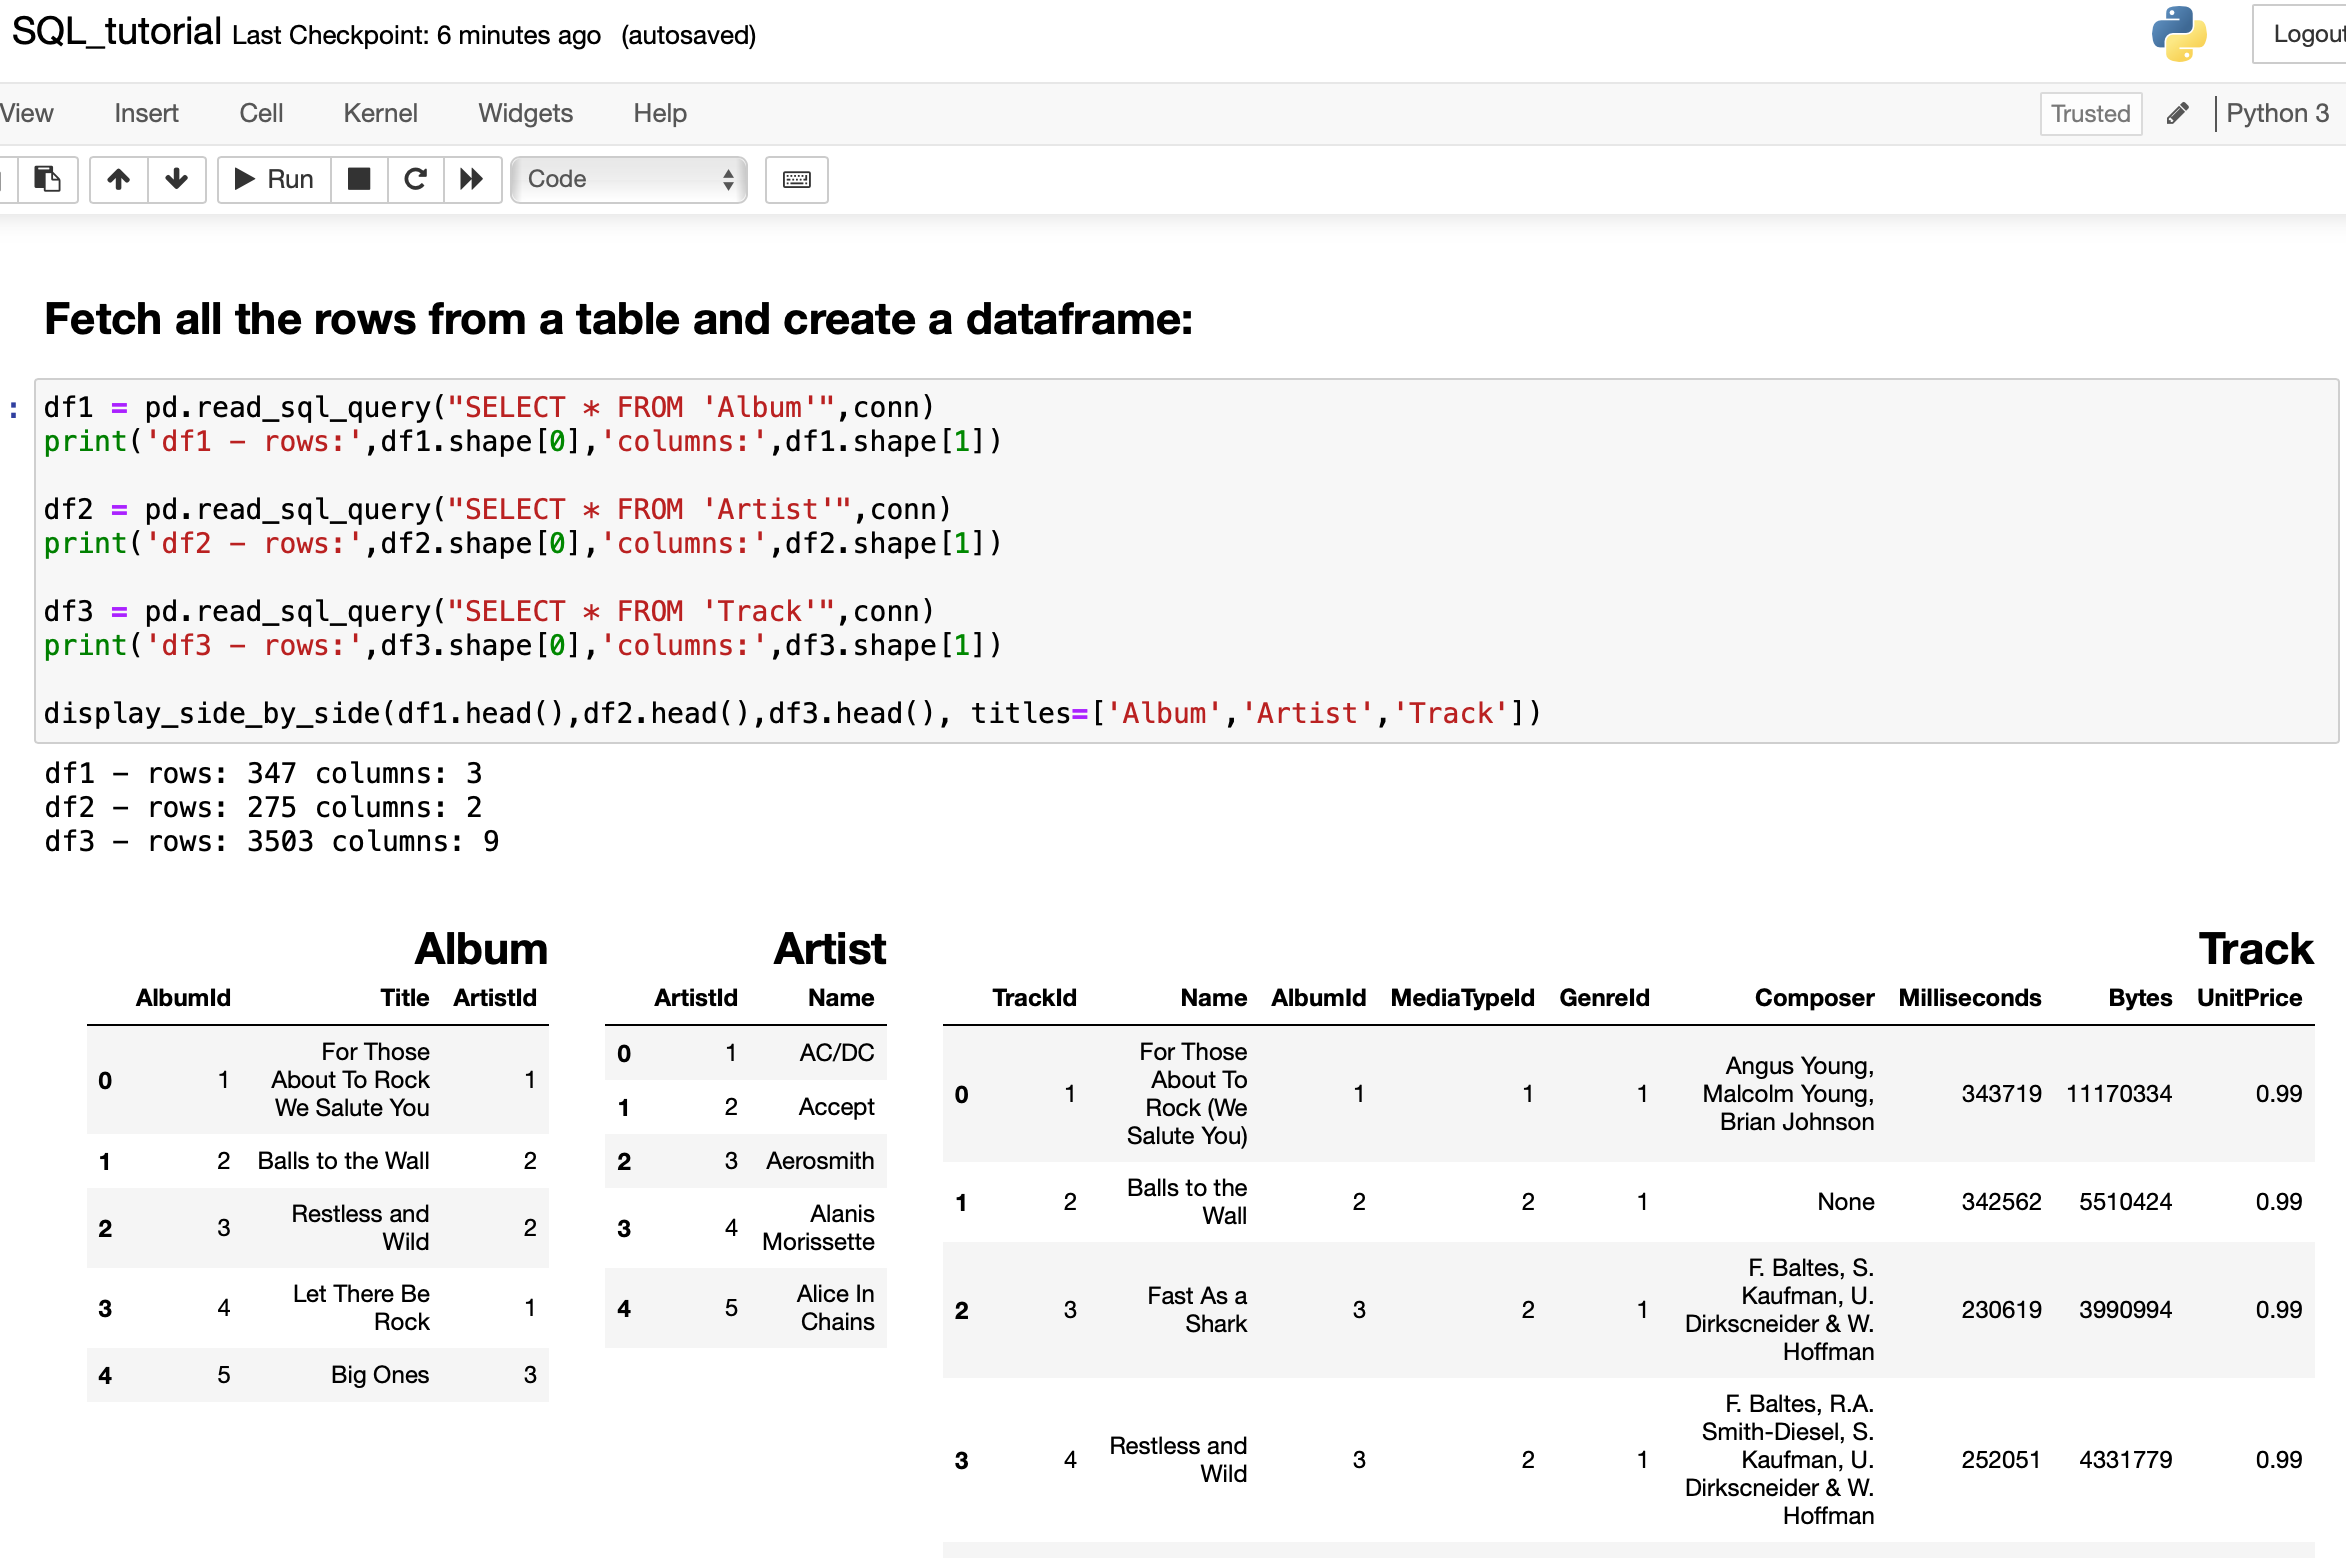 SQL_tutorial Last Checkpoint: 6 minutes ago (autosaved)
Logout
View Insert Cell Kernel Widgets Help Trusted Python 3
Run Code
Fetch all the rows from a table and create a dataframe:
: df1 = pd.read_sql_query("SELECT * FROM 'Album'",conn)
print('df1 - rows:',df1.shape[0],'columns:',df1.shape[1])
df2 = pd.read_sql_query("SELECT * FROM 'Artist'",conn)
print('df2 - rows:',df2.shape[0],'columns:',df2.shape[1])
df3 = pd.read_sql_query("SELECT * FROM 'Track'",conn)
print('df3 - rows:',df3.shape[0],'columns:',df3.shape[1])
display_side_by_side(df1.head(),df2.head(),df3.head(), titles=['Album','Artist','Track'])
df1 - rows: 347 columns: 3
df2 - rows: 275 columns: 2
df3 - rows: 3503 columns: 9
Album
AlbumId Title ArtistId
0 1 For Those
About To Rock
We Salute You 1
1 2 Balls to the Wall 2
2 3 Restless and
Wild 2
3 4 Let There Be
Rock 1
4 5 Big Ones 3
Artist
ArtistId Name
0 1 AC/DC
1 2 Accept
2 3 Aerosmith
3 4 Alanis
Morissette
4 5 Alice In
Chains
Track
TrackId Name AlbumId MediaTypeId GenreId Composer Milliseconds Bytes UnitPrice
0 1 For Those
About To
Rock (We
Salute You) 1 1 1 Angus Young,
Malcolm Young,
Brian Johnson 343719 11170334 0.99
1 2 Balls to the
Wall 2 2 1 None 342562 5510424 0.99
2 3 Fast As a
Shark 3 2 1 F. Baltes, S.
Kaufman, U.
Dirkscneider & W.
Hoffman 230619 3990994 0.99
3 4 Restless and
Wild 3 2 1 F. Baltes, R.A.
Smith-Diesel, S.
Kaufman, U.
Dirkscneider & W.
Hoffman 252051 4331779 0.99